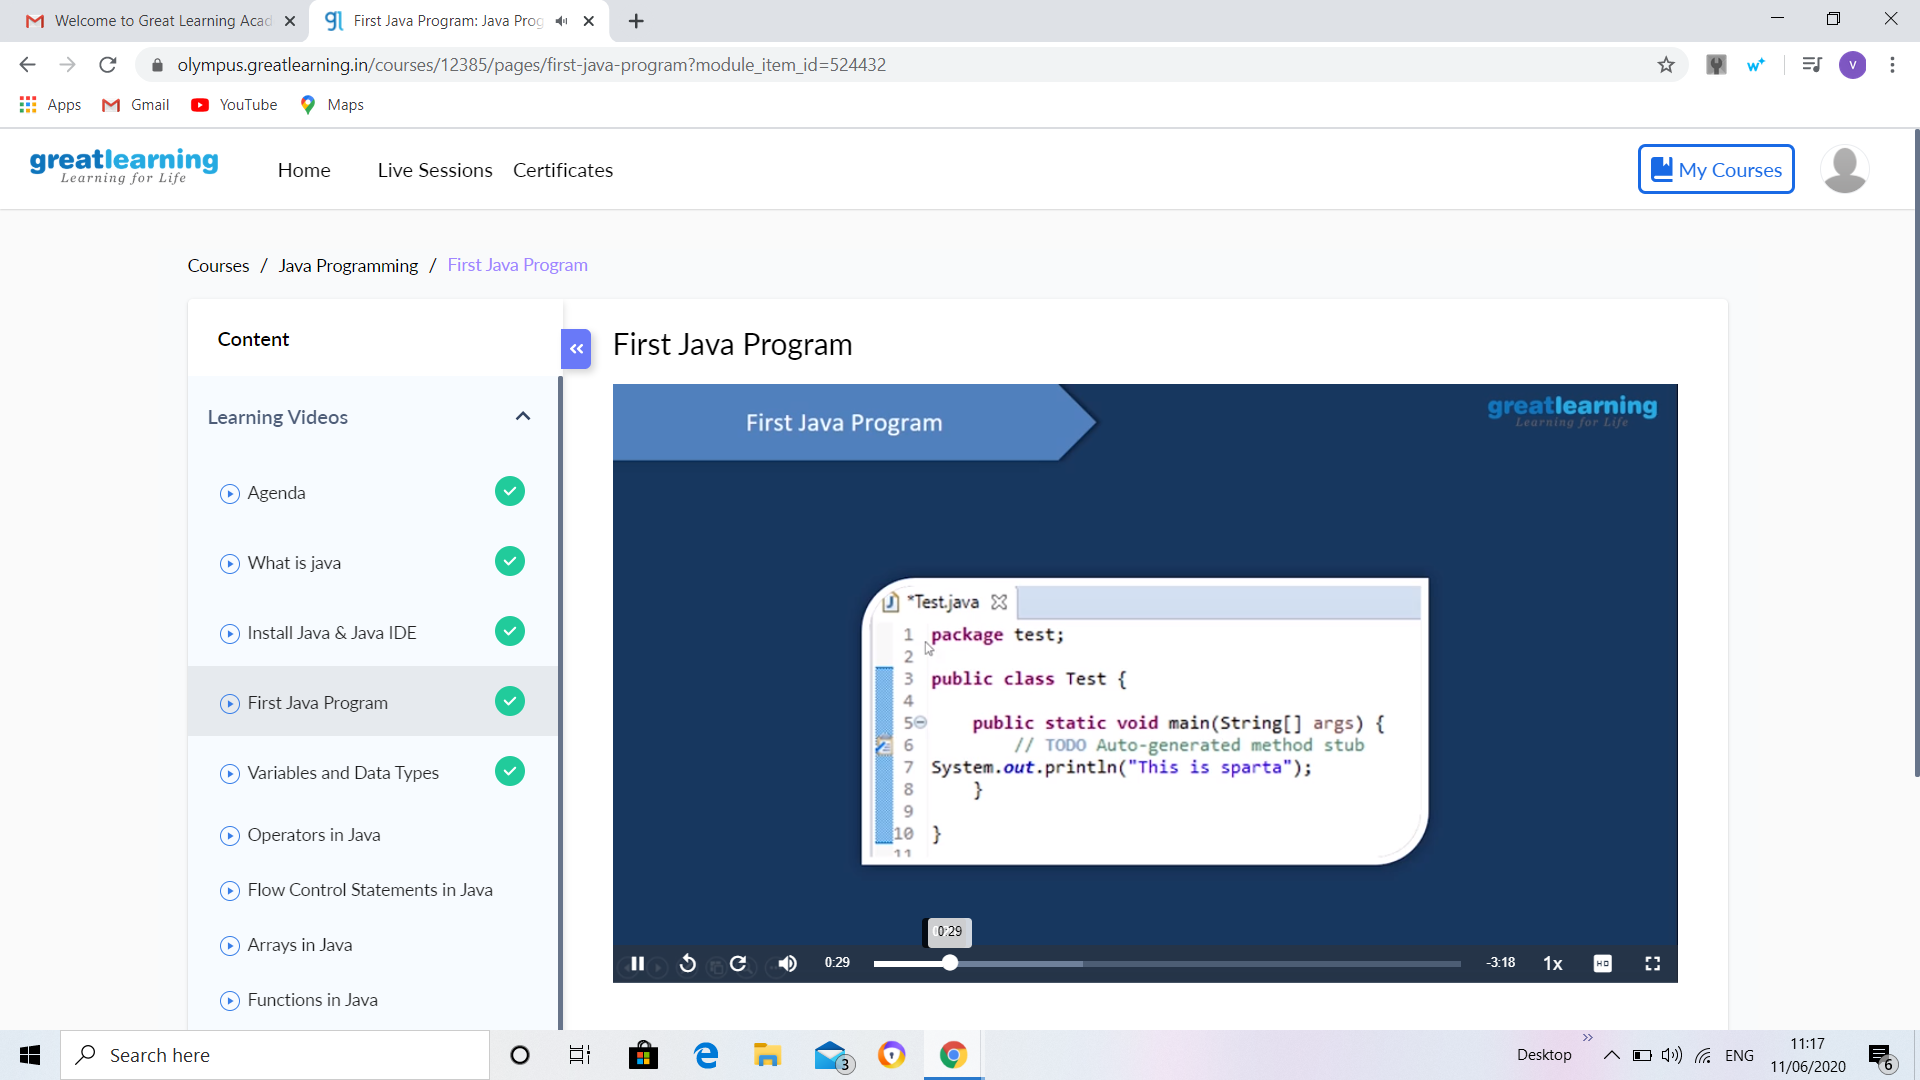 Welcome to Great Learning Acad
First Java Program: Java Prog
olympus.greatlearning.in/courses/12385/pages/first-java-program?module_item_id=524432
w+
V
Apps
Gmail
YouTube
Maps
greatlearning
Learning for Life
Home
Live Sessions
Certificates
My Courses
Courses / Java Programming / First Java Program
Content
Learning Videos
Agenda
What is java
Install Java & Java IDE
First Java Program
Variables and Data Types
Operators in Java
Flow Control Statements in Java
Arrays in Java
Functions in Java
First Java Program
First Java Program
greatlearning
Learning for Life
*Test.java
1 package test;
2
3 public class Test {
4
5 public static void main(String[] args) {
6 // TODO Auto-generated method stub
7 System.out.println("This is sparta");
8 }
9
10 }
11
0:29
0:29
-3:18
1x
HD
Search here
3
Desktop
ENG
11:17
11/06/2020
6